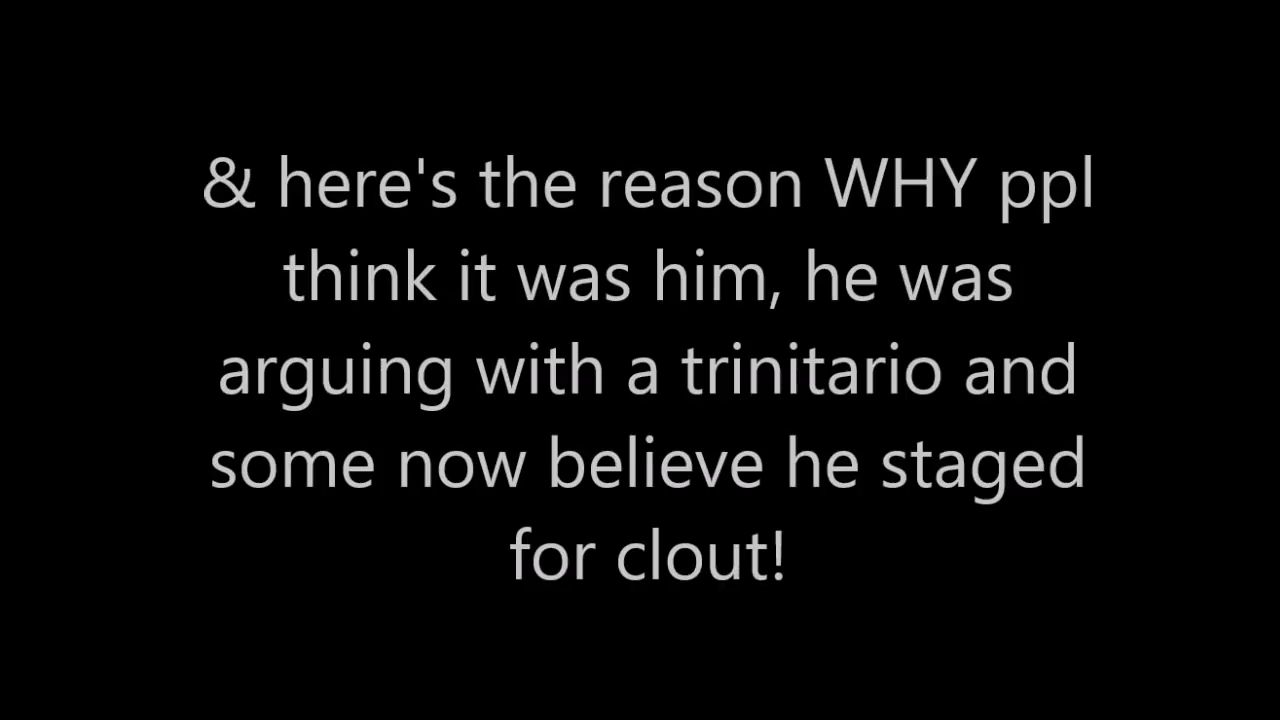 & here's the reason WHY ppl
think it was him, he was
arguing with a trinitario and
some now believe he staged
for clout!